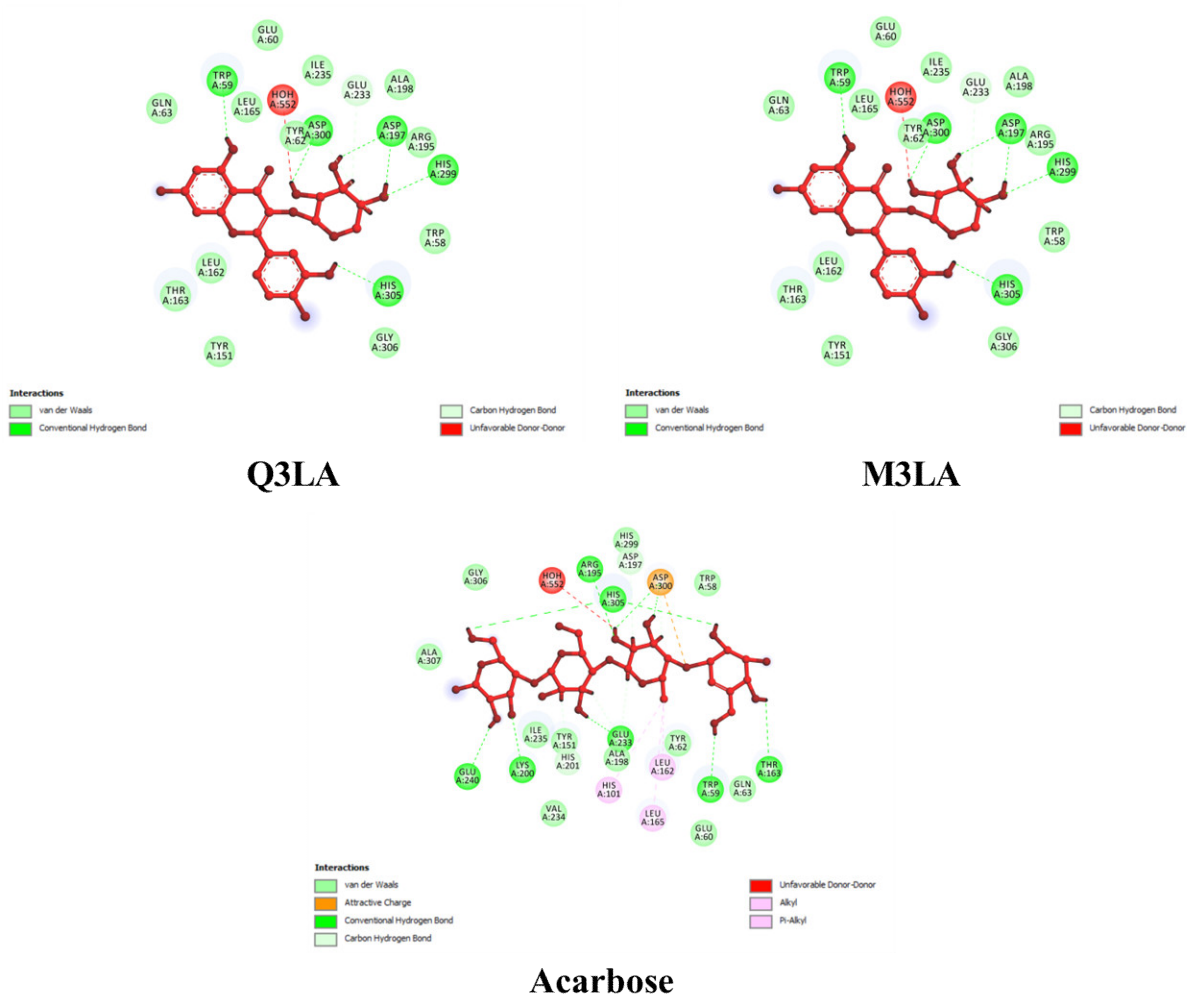 GLU
A:60
TRP
A:59
ILE
A:235
GLN
A:63
LEU
A:165
HOH
A:552
GLU
A:233
ALA
A:198
TYR
A:62
ASP
A:300
ASP
A:197
ARG
A:195
HIS
A:299
TRP
A:58
LEU
A:162
THR
A:163
HIS
A:305
TYR
A:151
GLY
A:306
Interactions
van der Waals
Conventional Hydrogen Bond
Carbon Hydrogen Bond
Unfavorable Donor-Donor
Q3LA
GLU
A:60
TRP
A:59
ILE
A:235
GLN
A:63
LEU
A:165
HOH
A:552
GLU
A:233
ALA
A:198
TYR
A:62
ASP
A:300
ASP
A:197
ARG
A:195
HIS
A:299
TRP
A:58
LEU
A:162
THR
A:163
HIS
A:305
TYR
A:151
GLY
A:306
Interactions
van der Waals
Conventional Hydrogen Bond
Carbon Hydrogen Bond
Unfavorable Donor-Donor
M3LA
HIS
A:299
ARG
A:195
ASP
A:197
GLY
A:306
HOH
A:552
HIS
A:305
ASP
A:300
TRP
A:58
ALA
A:307
ILE
A:235
TYR
A:151
GLU
A:233
TYR
A:62
HIS
A:201
ALA
A:198
LEU
A:162
GLU
A:240
LYS
A:200
HIS
A:101
TRP
A:59
GLN
A:63
THR
A:163
VAL
A:234
LEU
A:165
GLU
A:60
Interactions
van der Waals
Attractive Charge
Conventional Hydrogen Bond
Carbon Hydrogen Bond
Unfavorable Donor-Donor
Alkyl
Pi-Alkyl
Acarbose